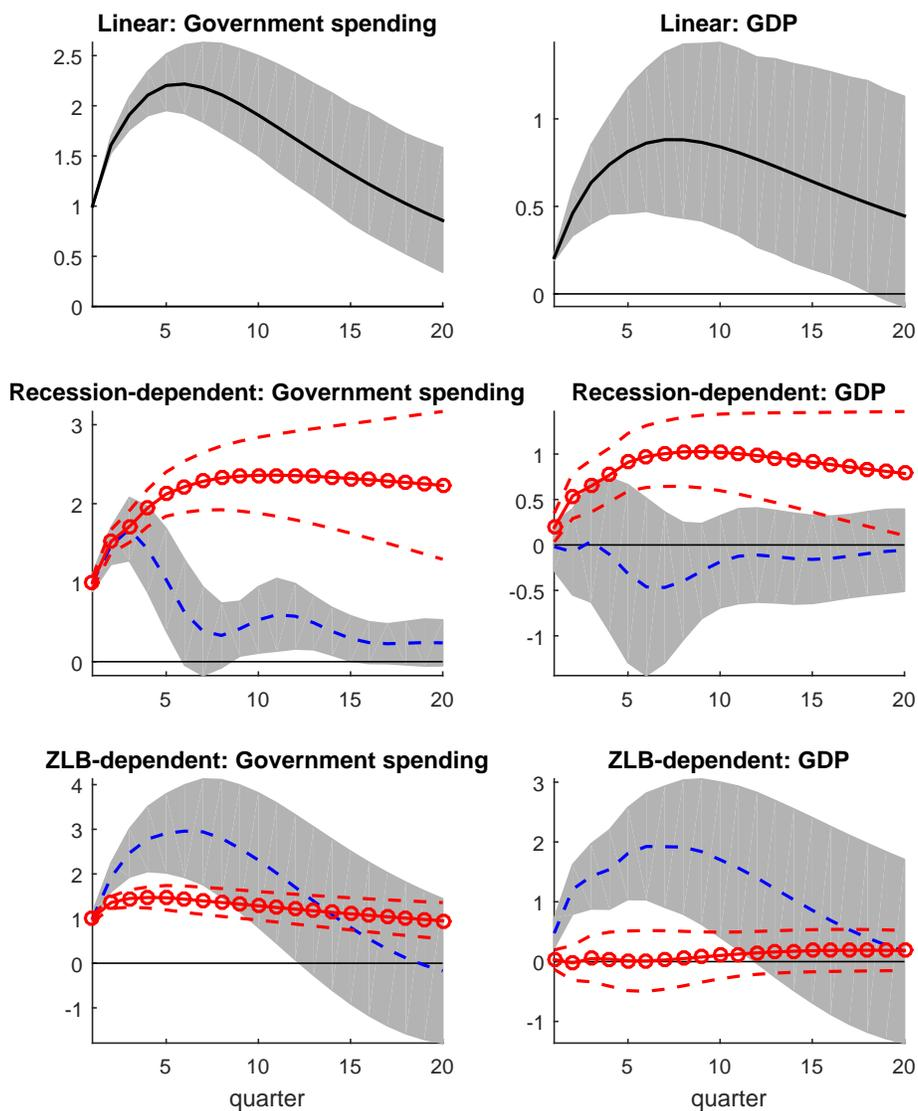 Linear: Government spending
2.5
2
1.5
1
0.5
0
5 10 15 20
Linear: GDP
1
0.5
0
5 10 15 20
Recession-dependent: Government spending
3
2
1
0
5 10 15 20
Recession-dependent: GDP
1
0.5
0
-0.5
-1
5 10 15 20
ZLB-dependent: Government spending
4
3
2
1
0
-1
5 10 15 20
quarter
ZLB-dependent: GDP
3
2
1
0
-1
5 10 15 20
quarter